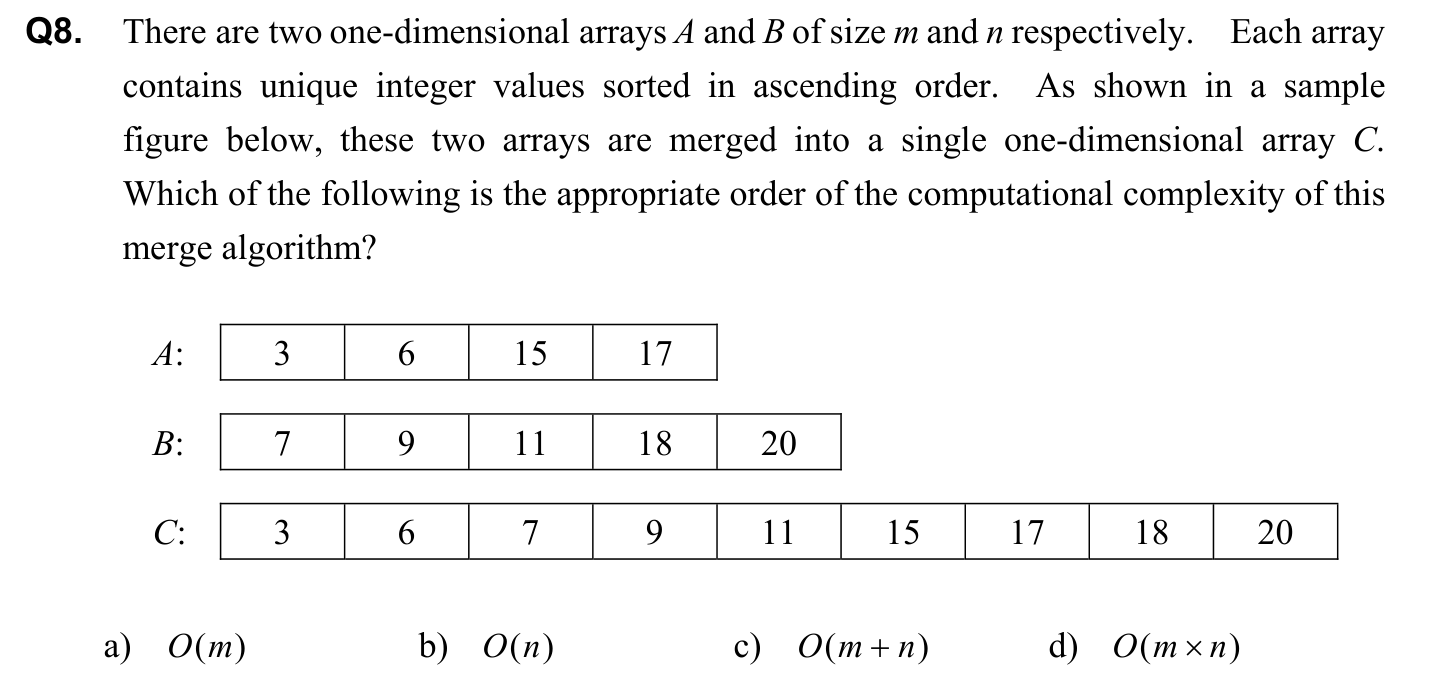 Q8. There are two one-dimensional arrays A and B of size m and n respectively. Each array
contains unique integer values sorted in ascending order. As shown in a sample
figure below, these two arrays are merged into a single one-dimensional array C.
Which of the following is the appropriate order of the computational complexity of this
merge algorithm?
A: 3 6 15 17
B: 7 9 11 18 20
C: 3 6 7 9 11 15 17 18 20
a) O(m) b) O(n) c) O(m + n) d) O(m × n)